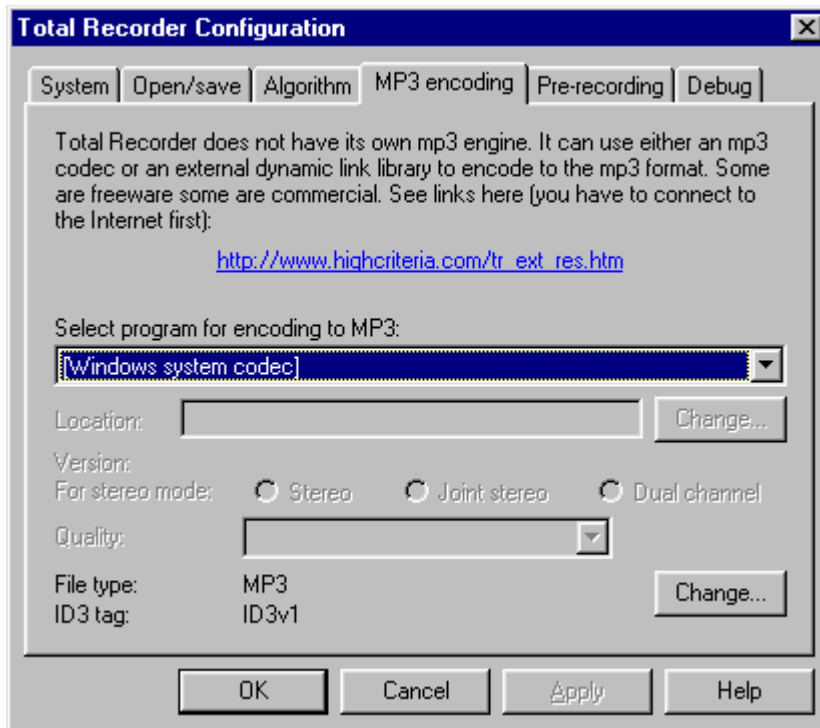 Total Recorder Configuration
System Open/save Algorithm MP3 encoding Pre-recording Debug
Total Recorder does not have its own mp3 engine. It can use either an mp3
codec or an external dynamic link library to encode to the mp3 format. Some
are freeware some are commercial. See links here (you have to connect to
the Internet first):
http://www.highcriteria.com/tr_ext_res.htm
Select program for encoding to MP3:
[Windows system codec]
Location: Change...
Version:
For stereo mode: Stereo Joint stereo Dual channel
Quality:
File type: MP3
Change...
ID3 tag: ID3v1
OK Cancel Apply Help